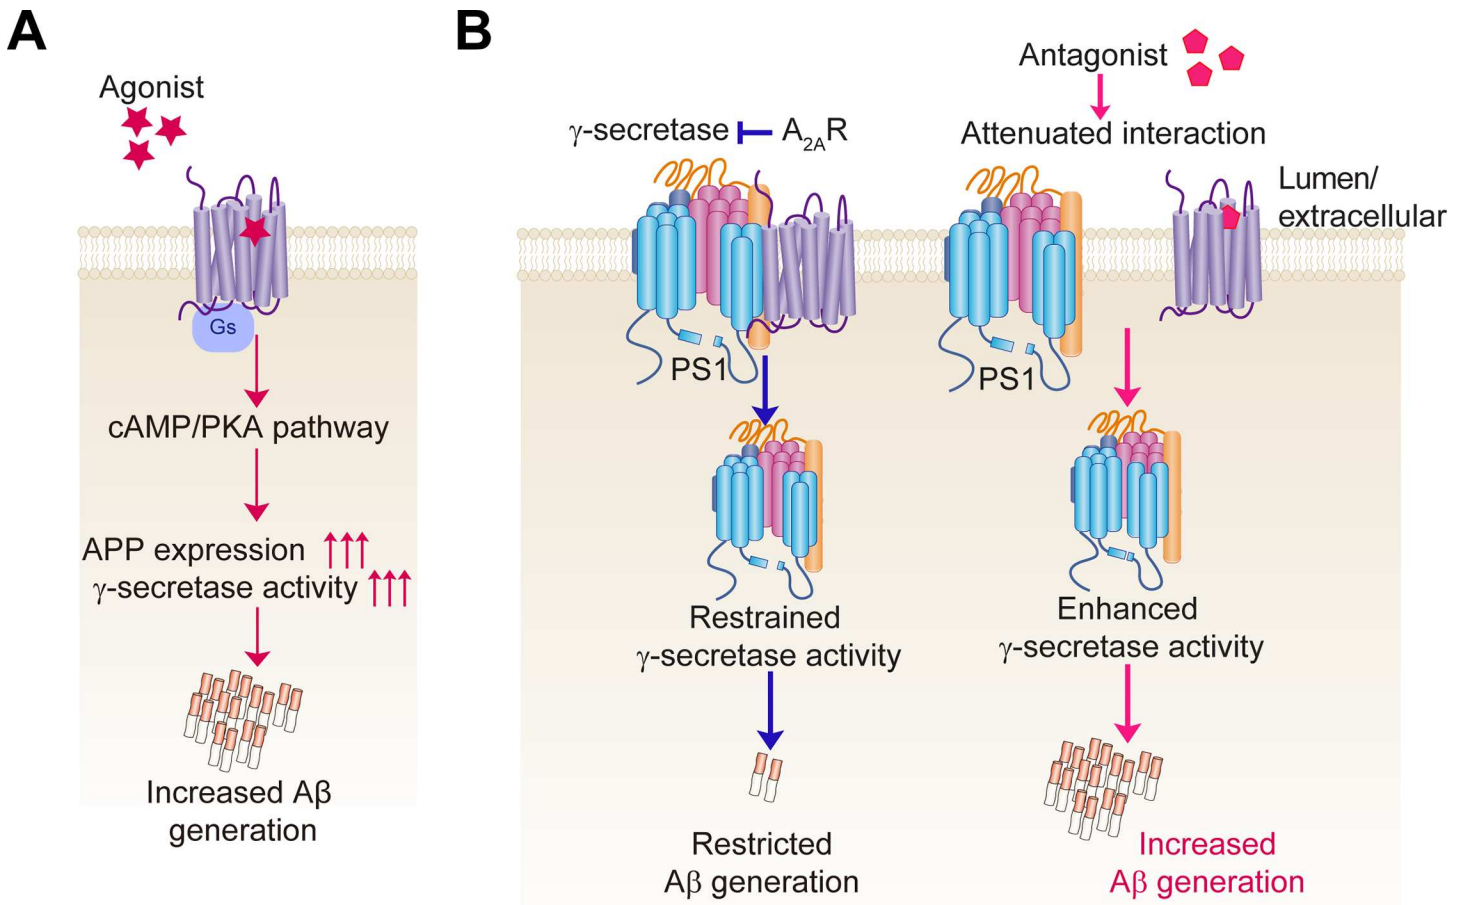 A
Agonist
Gs
cAMP/PKA pathway
APP expression
γ-secretase activity
Increased Aβ
generation
B
γ-secretase
A2AR
PS1
Restrained
γ-secretase activity
Restricted
Aβ generation
Antagonist
Attenuated interaction
Lumen/
extracellular
PS1
Enhanced
γ-secretase activity
Increased
Aβ generation